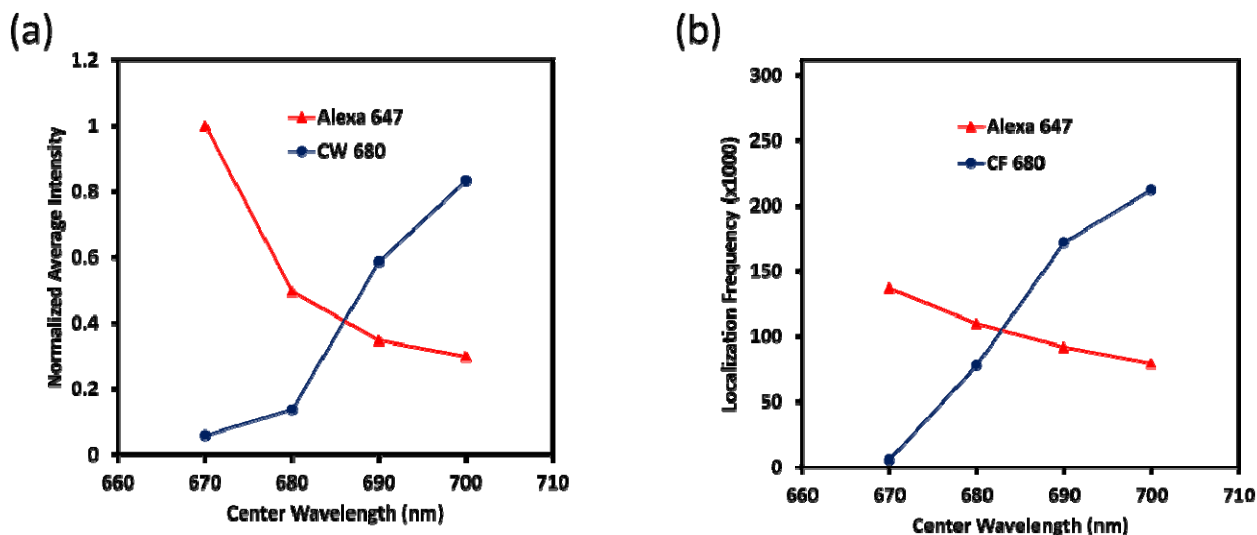 (a)
1.2
1
0.8
0.6
0.4
0.2
0
Normalized Average Intensity
Alexa 647
CW 680
660 670 680 690 700 710
Center Wavelength (nm)
(b)
300
250
200
150
100
50
0
Localization Frequency (x1000)
Alexa 647
CF 680
660 670 680 690 700 710
Center Wavelength (nm)